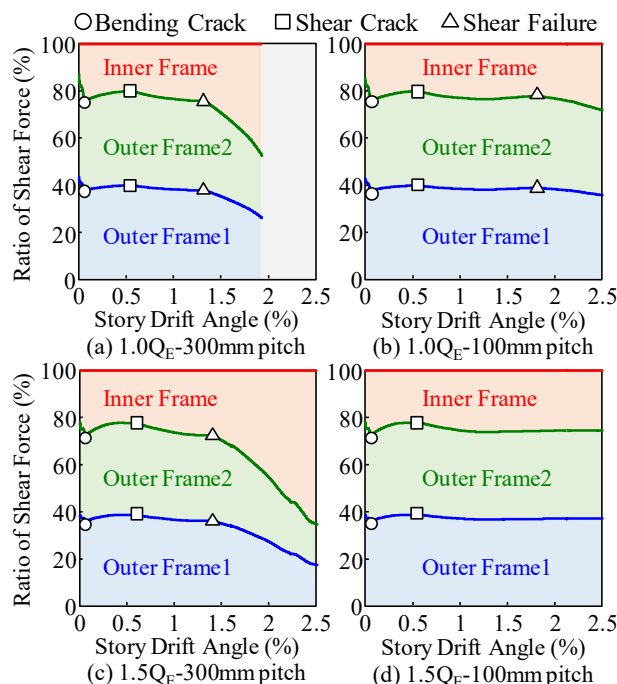 Bending Crack Shear Crack Shear Failure
100
80
60
40
20
0
Ratio of Shear Force (%)
Inner Frame
Outer Frame2
Outer Frame1
0 0.5 1 1.5 2 2.5
Story Drift Angle (%)
(a) 1.0Q_E-300mm pitch
100
80
60
40
20
0
Inner Frame
Outer Frame2
Outer Frame1
0 0.5 1 1.5 2 2.5
Story Drift Angle (%)
(b) 1.0Q_E-100mm pitch
100
80
60
40
20
0
Ratio of Shear Force (%)
Inner Frame
Outer Frame2
Outer Frame1
0 0.5 1 1.5 2 2.5
Story Drift Angle (%)
(c) 1.5Q_E-300mm pitch
100
80
60
40
20
0
Inner Frame
Outer Frame2
Outer Frame1
0 0.5 1 1.5 2 2.5
Story Drift Angle (%)
(d) 1.5Q_E-100mm pitch